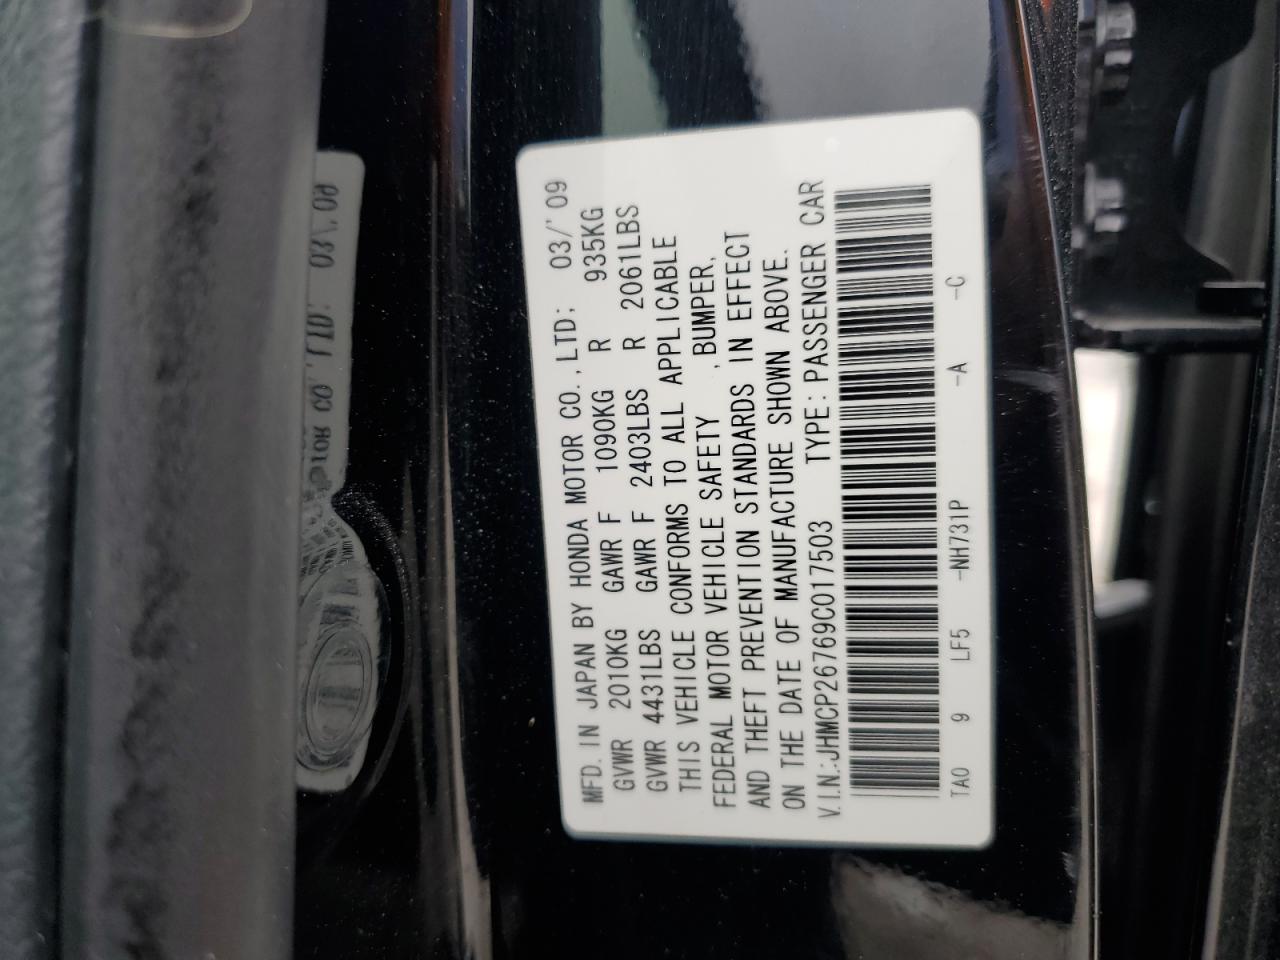 MFD. IN JAPAN BY HONDA MOTOR CO., LTD: 03/'09
GVWR 2010KG GAWR F 1090KG R 935KG
GVWR 4431LBS GAWR F 2403LBS R 2061LBS
THIS VEHICLE CONFORMS TO ALL APPLICABLE
FEDERAL MOTOR VEHICLE SAFETY , BUMPER,
AND THEFT PREVENTION STANDARDS IN EFFECT
ON THE DATE OF MANUFACTURE SHOWN ABOVE.
V.I.N.:JHMCP26769C017503 TYPE:PASSENGER CAR
TA0 9 LF5 -NH731P -A -C